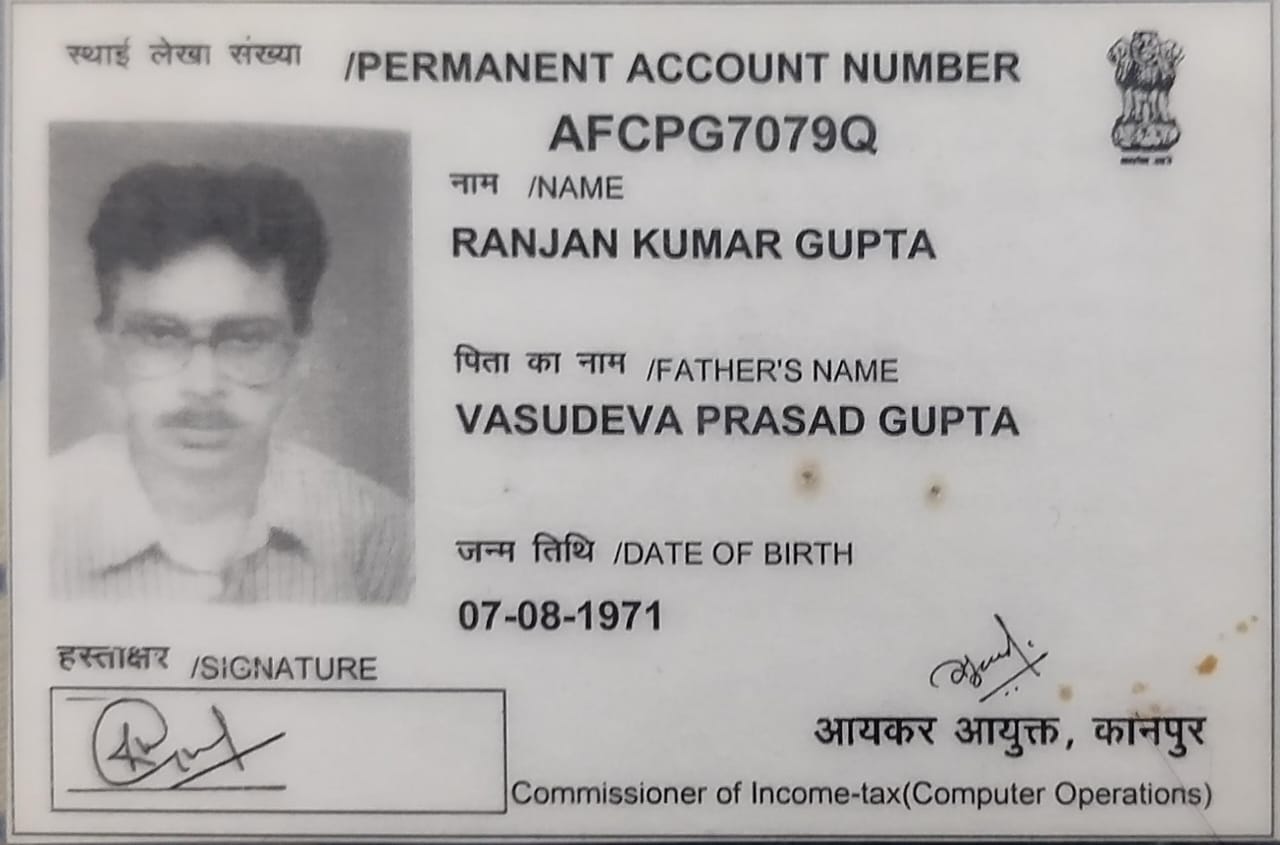 स्थाई लेखा संख्या /PERMANENT ACCOUNT NUMBER
AFCPG7079Q
नाम /NAME
RANJAN KUMAR GUPTA
पिता का नाम /FATHER'S NAME
VASUDEVA PRASAD GUPTA
जन्म तिथि /DATE OF BIRTH
07-08-1971
हस्ताक्षर /SIGNATURE
आयकर आयुक्त, कानपुर
Commissioner of Income-tax(Computer Operations)